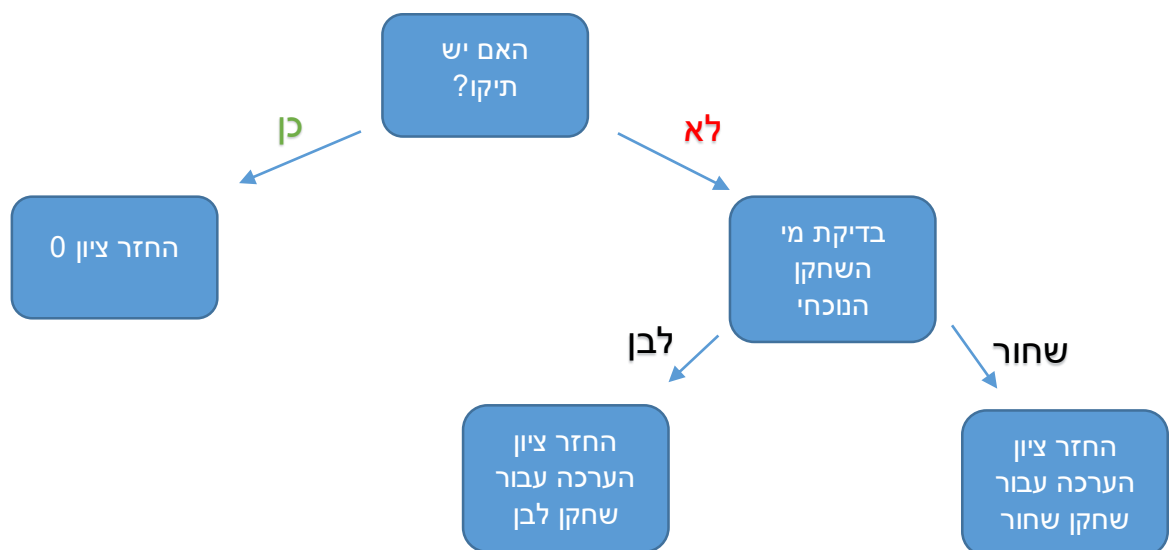 האם יש
תיקו?
כן
לא
החזר ציון 0
בדיקת מי
השחקן
הנוכחי
לבן
שחור
החזר ציון
הערכה עבור
שחקן לבן
החזר ציון
הערכה עבור
שחקן שחור